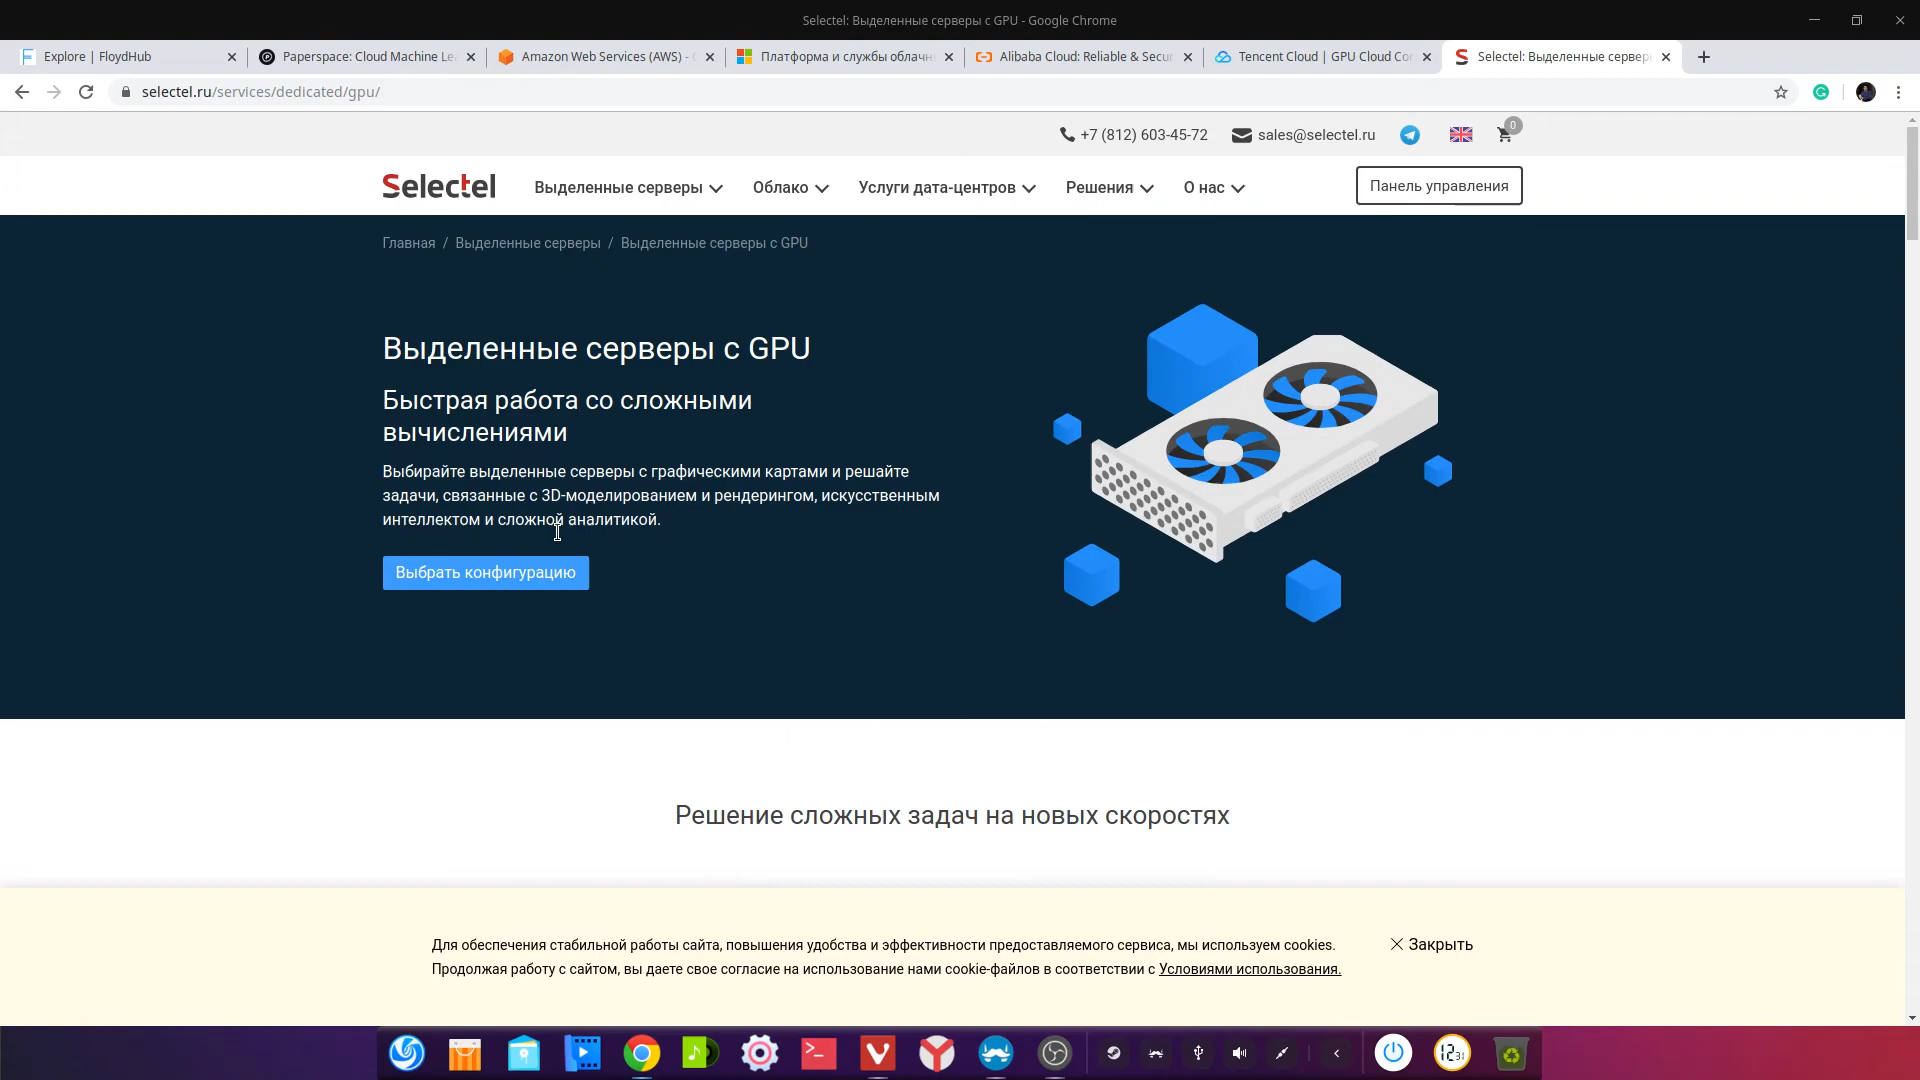 Selectel: Выделенные серверы с GPU - Google Chrome
Explore | FloydHub
Paperspace: Cloud Machine Le
Amazon Web Services (AWS) - C
Платформа и службы облачн
Alibaba Cloud: Reliable & Secur
Tencent Cloud | GPU Cloud Co
Selectel: Выделенные сервер
selectel.ru/services/dedicated/gpu/
+7 (812) 603-45-72
sales@selectel.ru
0
Selectel
Выделенные серверы
Облако
Услуги дата-центров
Решения
О нас
Панель управления
Главная / Выделенные серверы / Выделенные серверы с GPU
Выделенные серверы с GPU
Быстрая работа со сложными
вычислениями
Выбирайте выделенные серверы с графическими картами и решайте
задачи, связанные с 3D-моделированием и рендерингом, искусственным
интеллектом и сложной аналитикой.
Выбрать конфигурацию
Решение сложных задач на новых скоростях
Для обеспечения стабильной работы сайта, повышения удобства и эффективности предоставляемого сервиса, мы используем cookies.
Продолжая работу с сайтом, вы даете свое согласие на использование нами cookie-файлов в соответствии с Условиями использования.
Закрыть
12:31